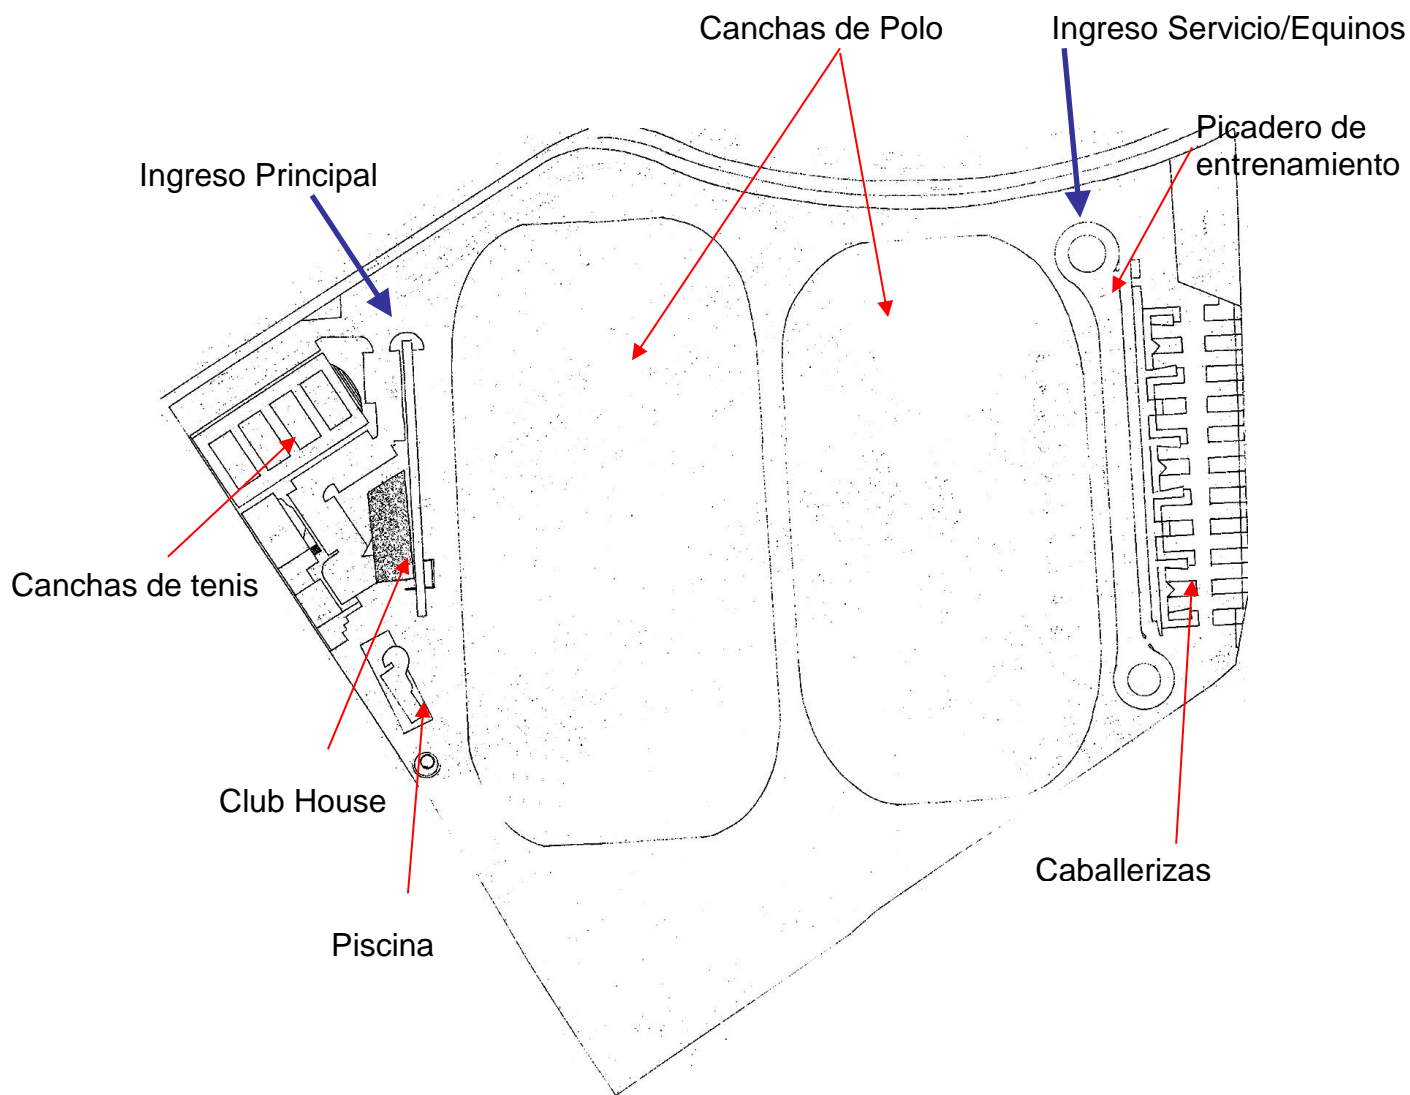 Canchas de Polo
Ingreso Servicio/Equinos
Picadero de
entrenamiento
Ingreso Principal
Canchas de tenis
Club House
Caballerizas
Piscina